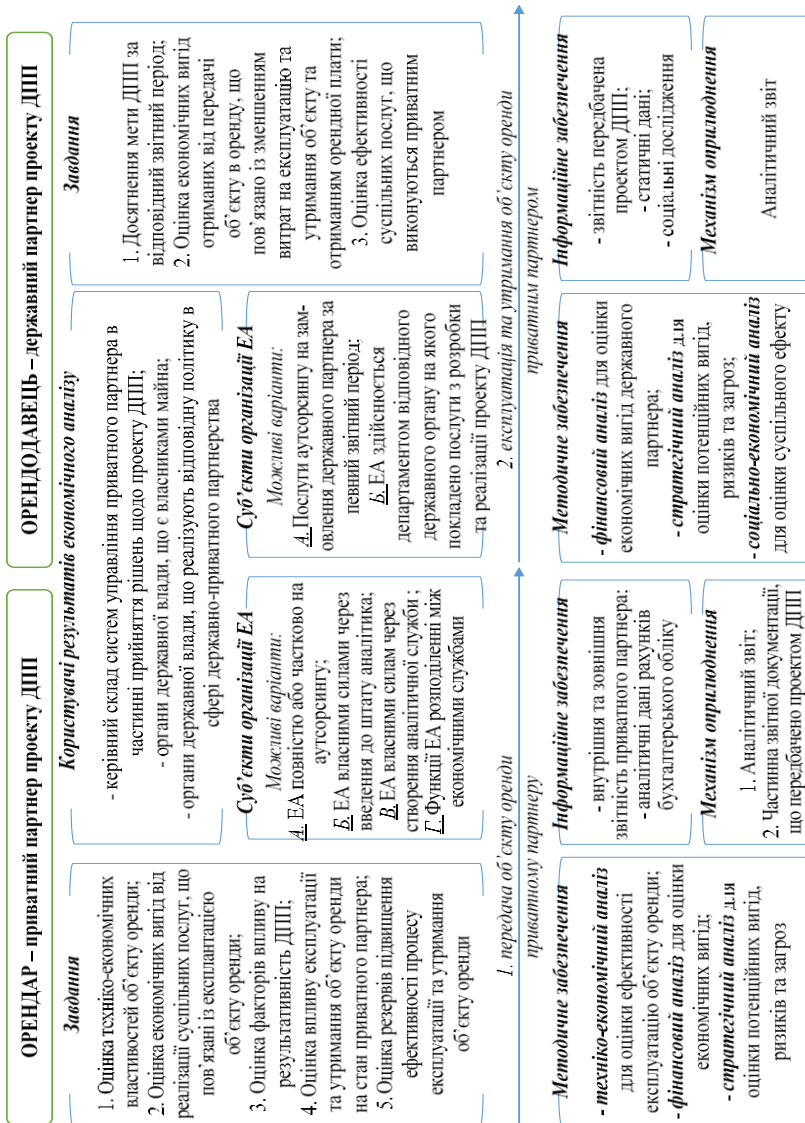 ОРЕНДАР – приватний партнер проекту ДПП
ОРЕНДОДАВЕЦЬ – державний партнер проекту ДПП
Завдання
1. Оцінка тсхніко-економічних
властивостей об’єкту оренди;
2. Оцінка економічних вигід від
реалізації суспільних послуг, що
пов’язані із експлантацією
об’єкту оренди;
3. Оцінка факторів впливу на
результативність ДПП;
4. Оцінка впливу експлуатації
та утримання об’єкту оренди
на стан приватного партнера;
5. Оцінка резервів підвищення
ефективності процесу
експлуатації та утримання
об’єкту оренди
Користувачі результатів економічного аналізу
- керівний склад систем управління приватного партнера в
частинні прийняття рішень щодо проекту ДПП;
- органи державної влади, що є власниками майна;
- органи державної влади, що реалізують відповідну політику в
сфері державно-приватного партнерства
Суб’єкти організації ЕА
Можливі варіанти:
А. ЕА повністю або частково на
аутсорсингу;
Б. ЕА власними силами через
введення до штату аналітика;
В. ЕА власними силам через
створення аналітичної служби ;
Г. Функції ЕА розподіленні між
економічними службами
Суб’єкти організації ЕА
Можливі варіанти:
А. Послуги аутсорсингу на зам-
овлення державного партнера за
певний звітний період;
Б. ЕА здійснюється
департаментом відповідного
державного органу на якого
покладено послуги з розробки
та реалізації проекту ДПП
Завдання
1. Досягнення мети ДПП за
відповідний звітний період;
2. Оцінка економічних вигід
отриманих від передачі
об’єкту в оренду, що
пов’язано із зменшенням
витрат на експлуатацію та
утримання об’єкту та
отриманням орендної плати;
3. Оцінка ефективності
суспільних послуг, що
виконуються приватним
партнером
1. передача об’єкту оренди
приватному партнеру
2. експлуатація та утримання об’єкту оренди
приватним партнером
Методичне забезпечення
- техніко-економічний аналіз
для оцінки ефективності
експлуатацію об’єкту оренди;
- фінансовий аналіз для оцінки
економічних вигід;
- стратегічний аналіз для
оцінки потенційних вигід,
ризиків та загроз
Інформаційне забезпечення
- внутрішня та зовнішня
звітність приватного партнера;
- аналітичні дані рахунків
бухгалтерського обліку
Механізм оприлюднення
1. Аналітичний звіт;
2. Частинна звітної документації,
що передбачено проектом ДПП
Методичне забезпечення
- фінансовий аналіз для оцінки
економічних вигід державного
партнера;
- стратегічний аналіз для
оцінки потенційних вигід,
ризиків та загроз;
- соціально-економічний аналіз
для оцінки суспільного ефекту
Інформаційне забезпечення
- звітність передбачена
проектом ДПП;
- статичні дані;
- соціальні дослідження
Механізм оприлюднення
Аналітичний звіт